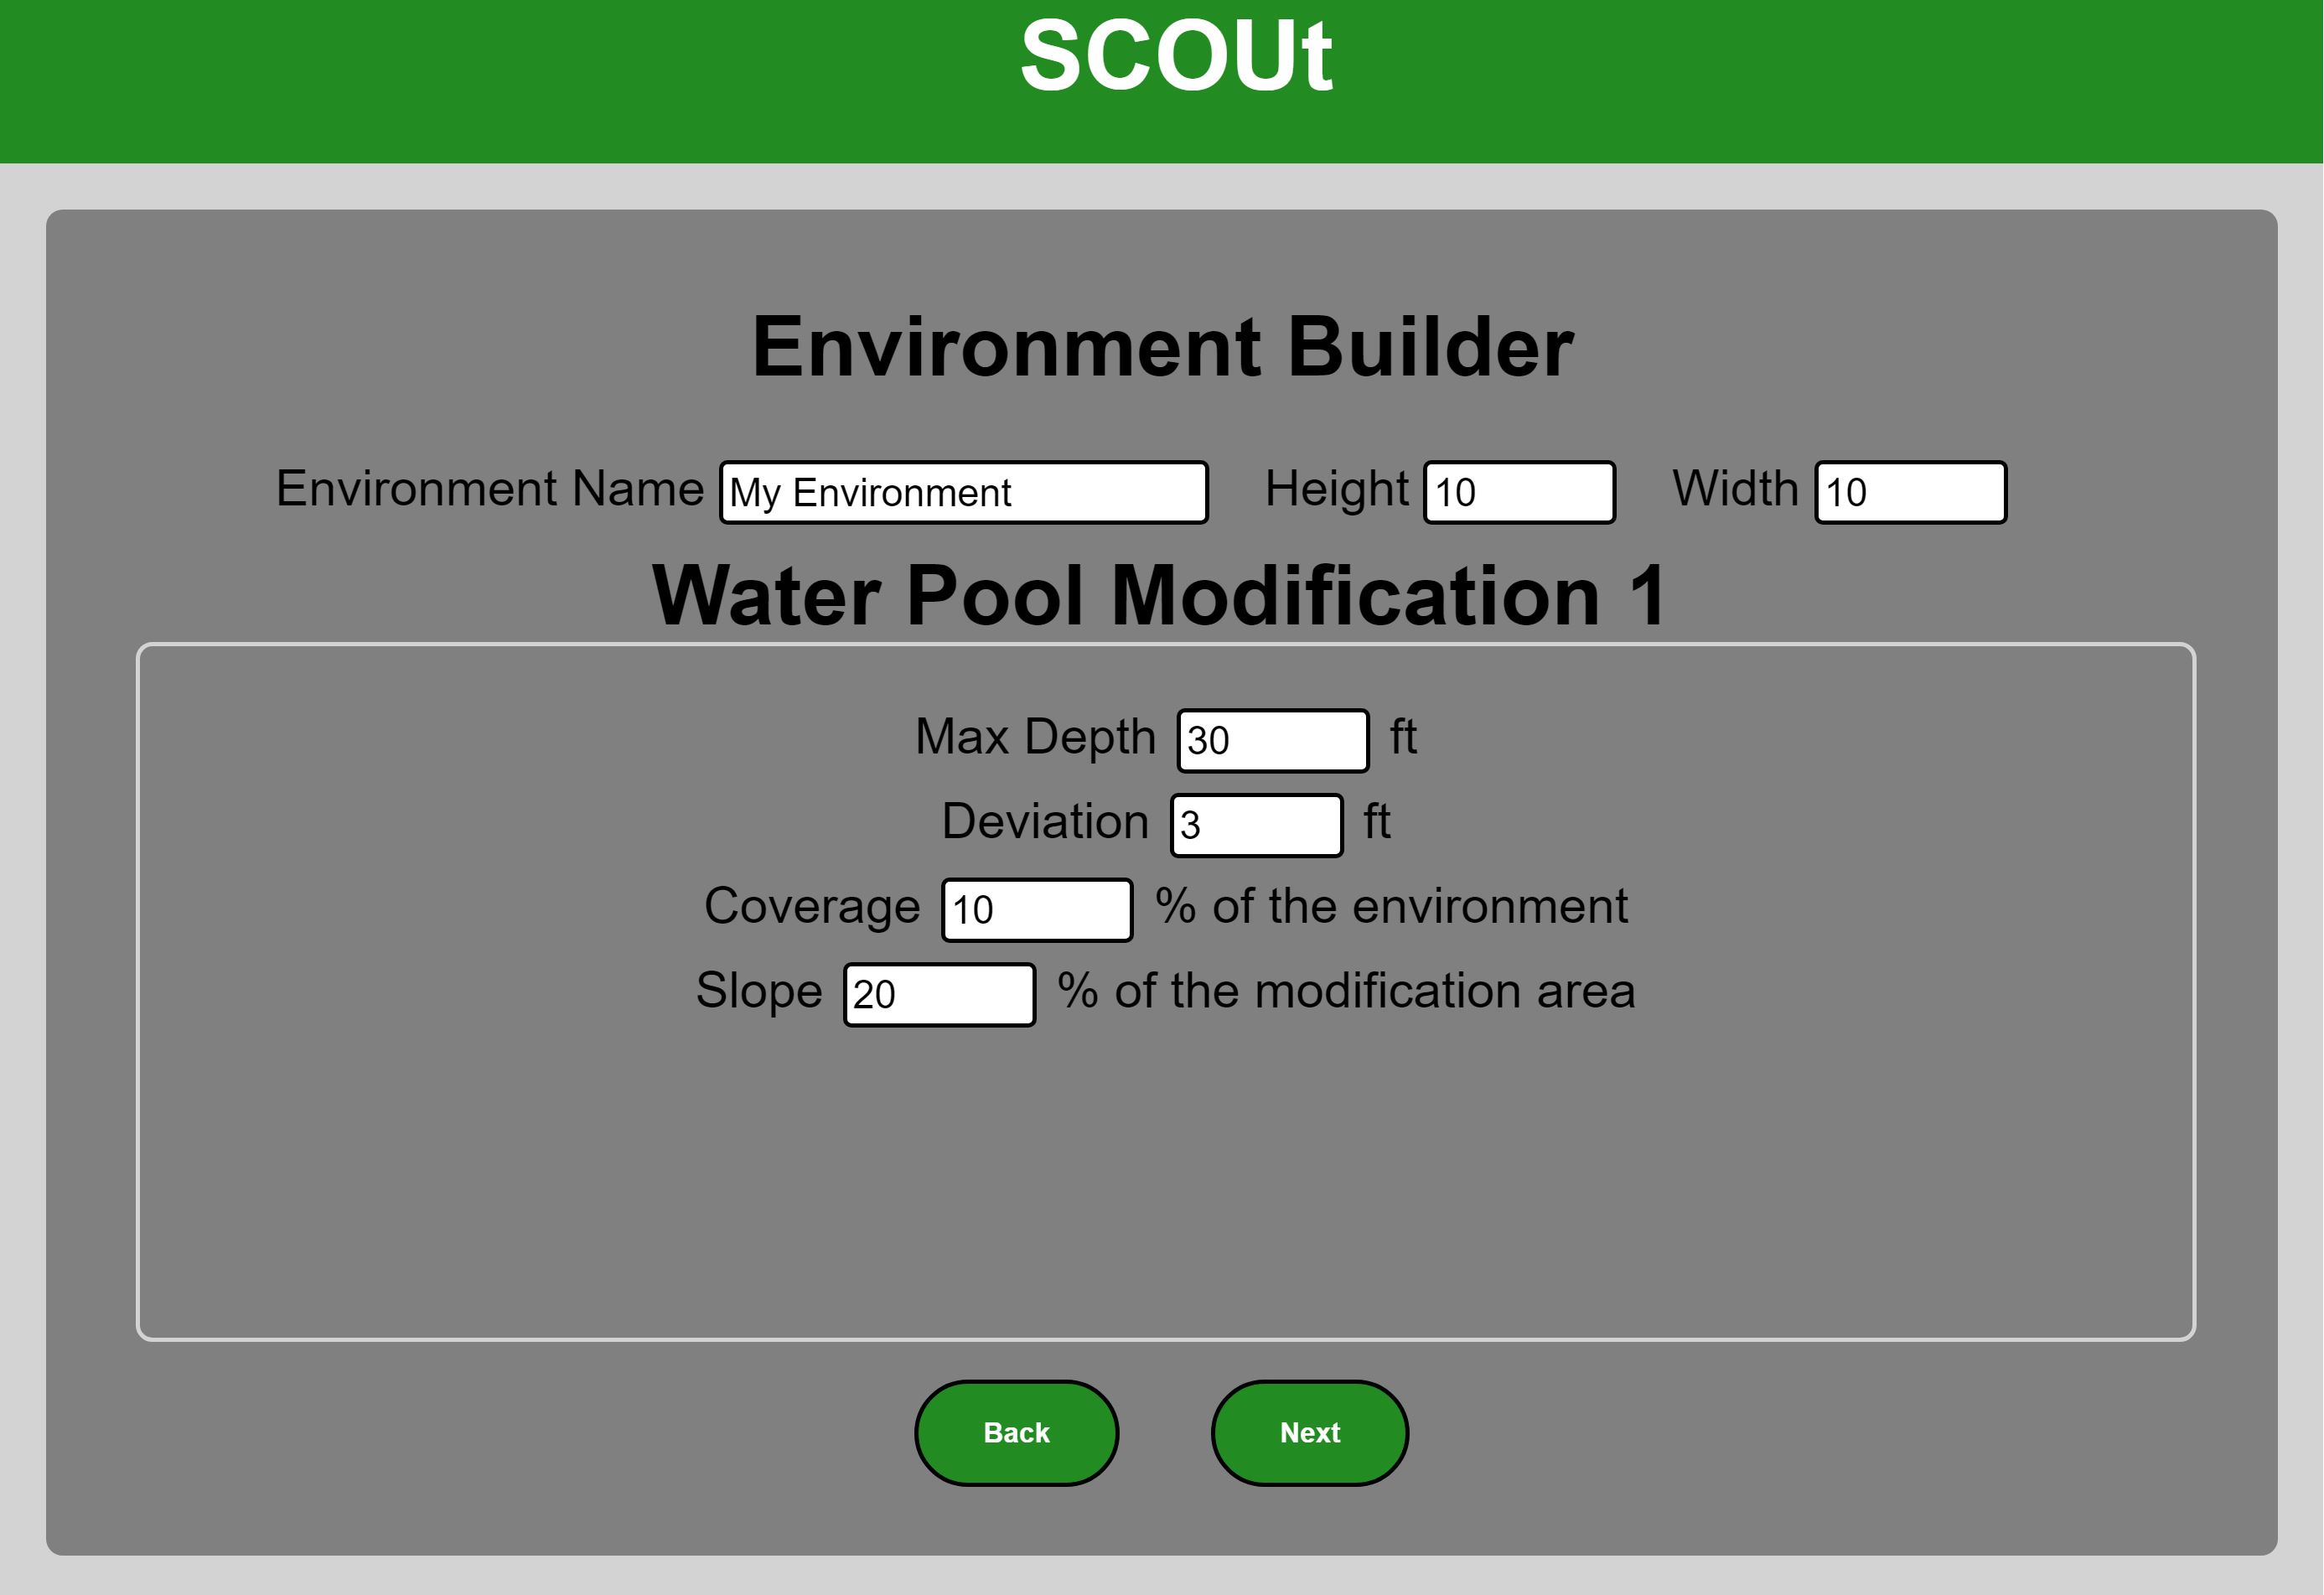 SCOUt
Environment Builder
Environment Name My Environment Height 10 Width 10
Water Pool Modification 1
Max Depth 30 ft
Deviation 3 ft
Coverage 10 % of the environment
Slope 20 % of the modification area
Back Next